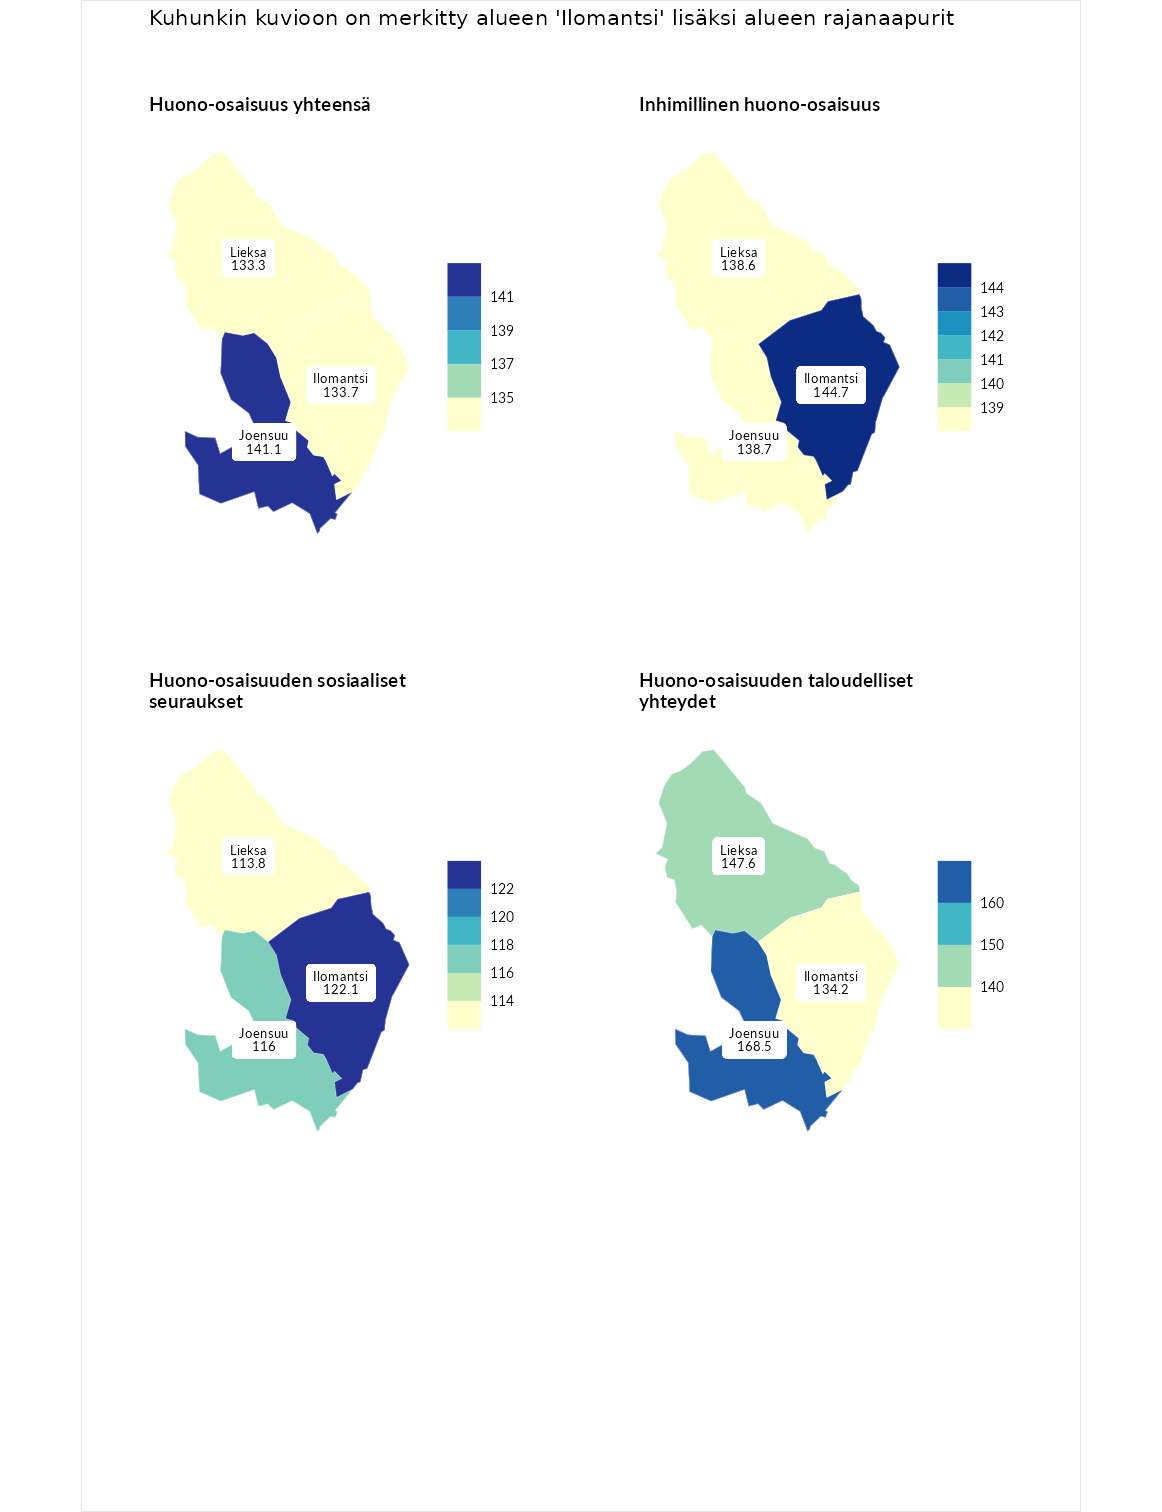 Kuhunkin kuvioon on merkitty alueen 'Ilomantsi' lisäksi alueen rajanaapurit
Huono-osaisuus yhteensä
Lieksa
133.3
Ilomantsi
133.7
Joensuu
141.1
141
139
137
135
Inhimillinen huono-osaisuus
Lieksa
138.6
Ilomantsi
144.7
Joensuu
138.7
144
143
142
141
140
139
Huono-osaisuuden sosiaaliset
seuraukset
Lieksa
113.8
Ilomantsi
122.1
Joensuu
116
122
120
118
116
114
Huono-osaisuuden taloudelliset
yhteydet
Lieksa
147.6
Ilomantsi
134.2
Joensuu
168.5
160
150
140